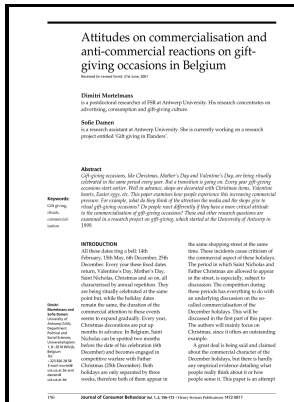 Attitudes on commercialisation and
anti-commercial reactions on gift-
giving occasions in Belgium
Received (in revised form): 21st June, 2001
Dimitri Mortelmans
is a postdoctoral researcher of FSR at Antwerp University. His research concentrates on
advertising, consumption and gift-giving culture.
Sofie Damen
is a research assistant at Antwerp University. She is currently working on a research
project entitled 'Gift giving in Flanders'.
Abstract
Gift-giving occasions, like Christmas, Mother's Day and Valentine's Day, are being ritually
celebrated in the same period every year. But a transition is going on. Every year gift-giving
occasions start earlier. Well in advance, shops are decorated with Christmas items, Valentine
hearts, Easter eggs, etc. This paper examines how people experience this increasing commercial
pressure. For example, what do they think of the attention the media and the shops give to
ritual gift-giving occasions? Do people react differently if they have a more critical attitude
to the commercialisation of gift-giving occasions? These and other research questions are
examined in a research project on gift-giving, which started at the University of Antwerp in
1999.
Keywords:
Gift giving,
rituals,
commerciali-
sation
INTRODUCTION
All these dates ring a bell: 14th
February, 15th May, 6th December, 25th
December. Every year these fixed dates
return, Valentine's Day, Mother's Day,
Saint Nicholas, Christmas and so on, all
characterised by annual repetition. They
are being ritually celebrated at the same
point but, while the holiday dates
remain the same, the duration of the
commercial attention to these events
seems to expand gradually. Every year,
Christmas decorations are put up
months in advance. In Belgium, Saint
Nicholas can be spotted two months
before the date of his celebration (6th
December) and becomes engaged in
competitive warfare with Father
Christmas (25th December). Both
holidays are only separated by three
weeks, therefore both of them appear in
the same shopping street at the same
time. These incidents cause criticism of
the commercial aspect of these holidays.
The period in which Saint Nicholas and
Father Christmas are allowed to appear
in the street, is especially, subject to
discussion. The competition during
these periods has everything to do with
an underlying discussion on the so-
called commercialisation of the
December holidays. This will be
discussed in the first part of this paper.
The authors will mainly focus on
Christmas, since it offers an outstanding
example.
A great deal is being said and claimed
about the commercial character of the
December holidays, but there is hardly
any empirical evidence detailing what
people really think about it or how
people sense it. This paper is an attempt
Dimitri
Mortelmans and
Sofie Damen
University of
Antwerp (UIA),
Department
Political and
Social Sciences,
Universiteitsplein
1, B-2610 Wilrijk,
Belgium
Tel:
156
Journal of Consumer Behaviour Vol. 1, 2, 156–173 Henry Stewart Publications 1472-0817